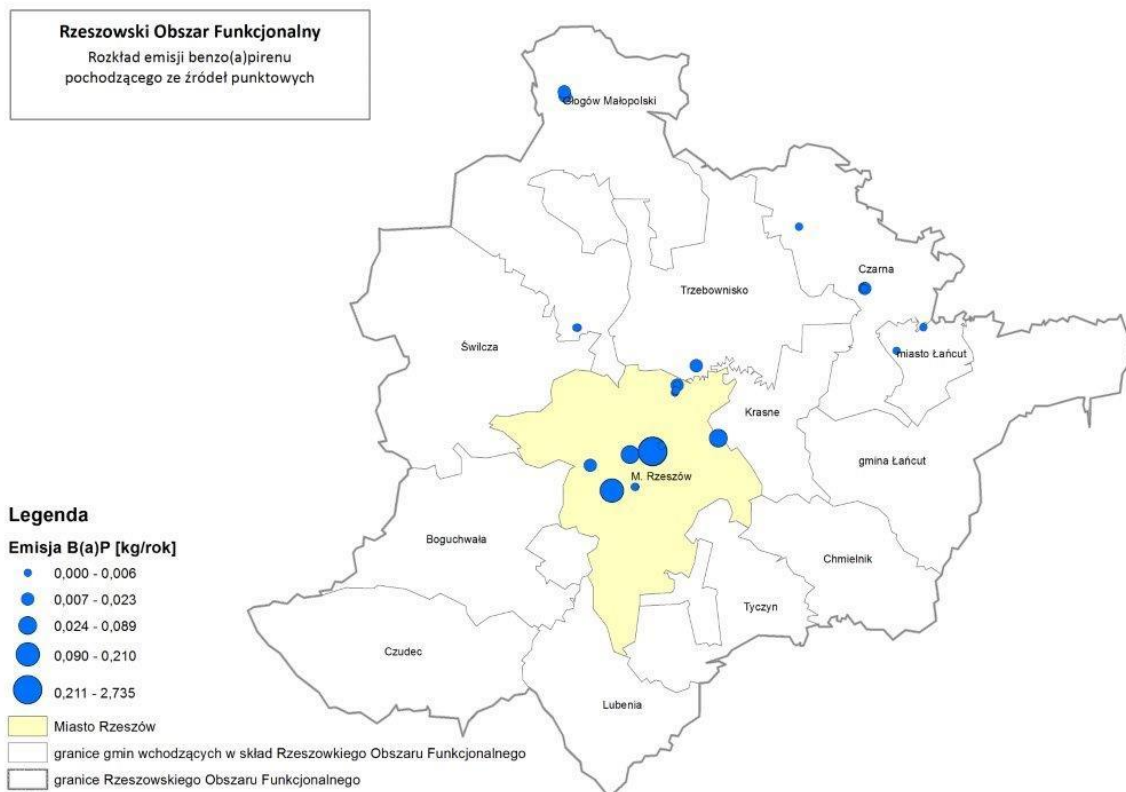 Rzeszowski Obszar Funkcjonalny
Rozkład emisji benzo(a)pirenu
pochodzącego ze źródeł punktowych
Głogów Małopolski
Czarna
Trzebownisko
Świlcza
miasto Łańcut
Krasne
gmina Łańcut
M. Rzeszów
Boguchwała
Chmielnik
Tyczyn
Czudec
Lubenia
Legenda
Emisja B(a)P [kg/rok]
0,000 - 0,006
0,007 - 0,023
0,024 - 0,089
0,090 - 0,210
0,211 - 2,735
Miasto Rzeszów
granice gmin wchodzących w skład Rzeszowkiego Obszaru Funkcjonalnego
granice Rzeszowskiego Obszaru Funkcjonalnego